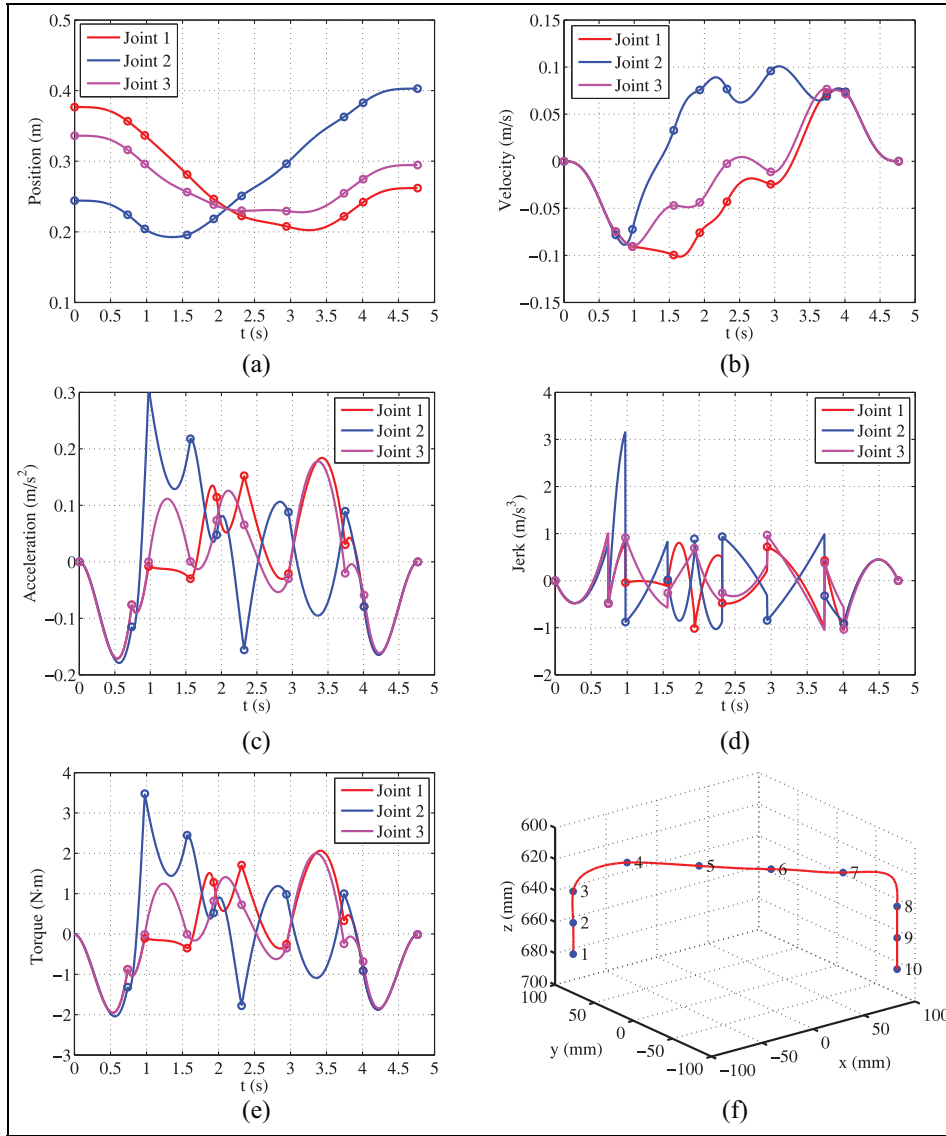 0.5
0.4
0.3
0.2
0.1
Position (m)
Joint 1
Joint 2
Joint 3
0 0.5 1 1.5 2 2.5 3 3.5 4 4.5 5
t (s)
(a)
0.15
0.1
0.05
0
−0.05
−0.1
−0.15
Velocity (m/s)
Joint 1
Joint 2
Joint 3
0 0.5 1 1.5 2 2.5 3 3.5 4 4.5 5
t (s)
(b)
0.3
0.2
0.1
0
−0.1
−0.2
Acceleration (m/s²)
Joint 1
Joint 2
Joint 3
0 0.5 1 1.5 2 2.5 3 3.5 4 4.5 5
t (s)
(c)
4
3
2
1
0
−1
−2
Jerk (m/s³)
Joint 1
Joint 2
Joint 3
0 0.5 1 1.5 2 2.5 3 3.5 4 4.5 5
t (s)
(d)
4
3
2
1
0
−1
−2
−3
Torque (N·m)
Joint 1
Joint 2
Joint 3
0 0.5 1 1.5 2 2.5 3 3.5 4 4.5 5
t (s)
(e)
600
620
640
660
680
700
z (mm)
1
2
3
4
5
6
7
8
9
10
100
50
0
−50
−100
y (mm)
−100
−50
0
50
100
x (mm)
(f)